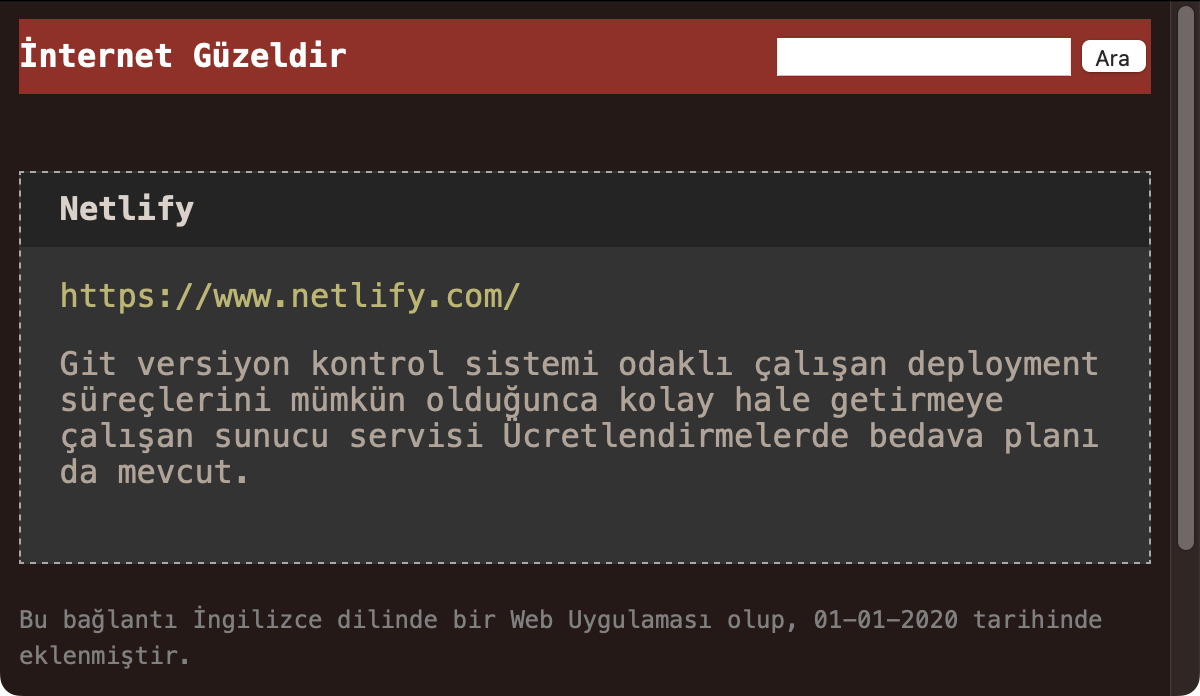 İnternet Güzeldir
Ara
Netlify
https://www.netlify.com/
Git versiyon kontrol sistemi odaklı çalışan deployment
süreçlerini mümkün olduğunca kolay hale getirmeye
çalışan sunucu servisi Ücretlendirmelerde bedava planı
da mevcut.
Bu bağlantı İngilizce dilinde bir Web Uygulaması olup, 01-01-2020 tarihinde
eklenmiştir.